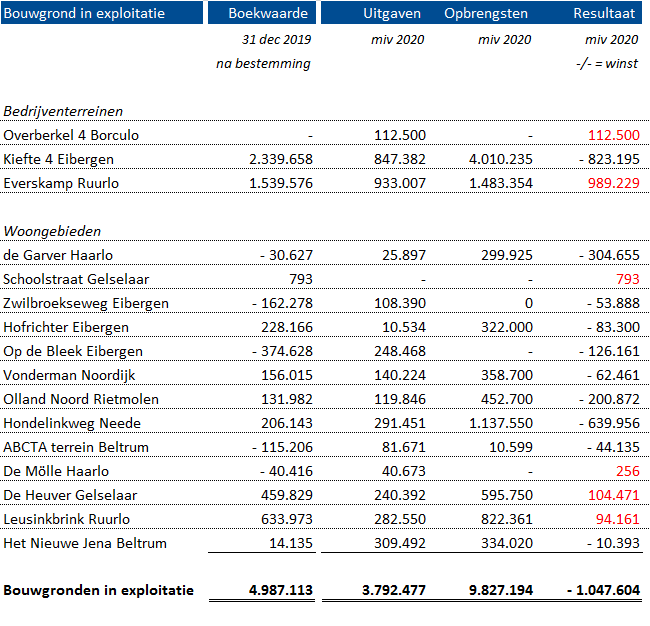 Bouwgrond in exploitatie Boekwaarde Uitgaven Opbrengsten Resultaat
31 dec 2019 miv 2020 miv 2020 miv 2020
na bestemming -/- = winst
Bedrijventerreinen
Overberkel 4 Borculo - 112.500 - 112.500
Kiefte 4 Eibergen 2.339.658 847.382 4.010.235 - 823.195
Everskamp Ruurlo 1.539.576 933.007 1.483.354 989.229
Woongebieden
de Garver Haarlo - 30.627 25.897 299.925 - 304.655
Schoolstraat Gelselaar 793 - - 793
Zwilbroekseweg Eibergen - 162.278 108.390 0 - 53.888
Hofrichter Eibergen 228.166 10.534 322.000 - 83.300
Op de Bleek Eibergen - 374.628 248.468 - - 126.161
Vonderman Noordijk 156.015 140.224 358.700 - 62.461
Olland Noord Rietmolen 131.982 119.846 452.700 - 200.872
Hondelinkweg Neede 206.143 291.451 1.137.550 - 639.956
ABCTA terrein Beltrum - 115.206 81.671 10.599 - 44.135
De Mölle Haarlo - 40.416 40.673 - 256
De Heuver Gelselaar 459.829 240.392 595.750 104.471
Leusinkbrink Ruurlo 633.973 282.550 822.361 94.161
Het Nieuwe Jena Beltrum 14.135 309.492 334.020 - 10.393
Bouwgronden in exploitatie 4.987.113 3.792.477 9.827.194 - 1.047.604